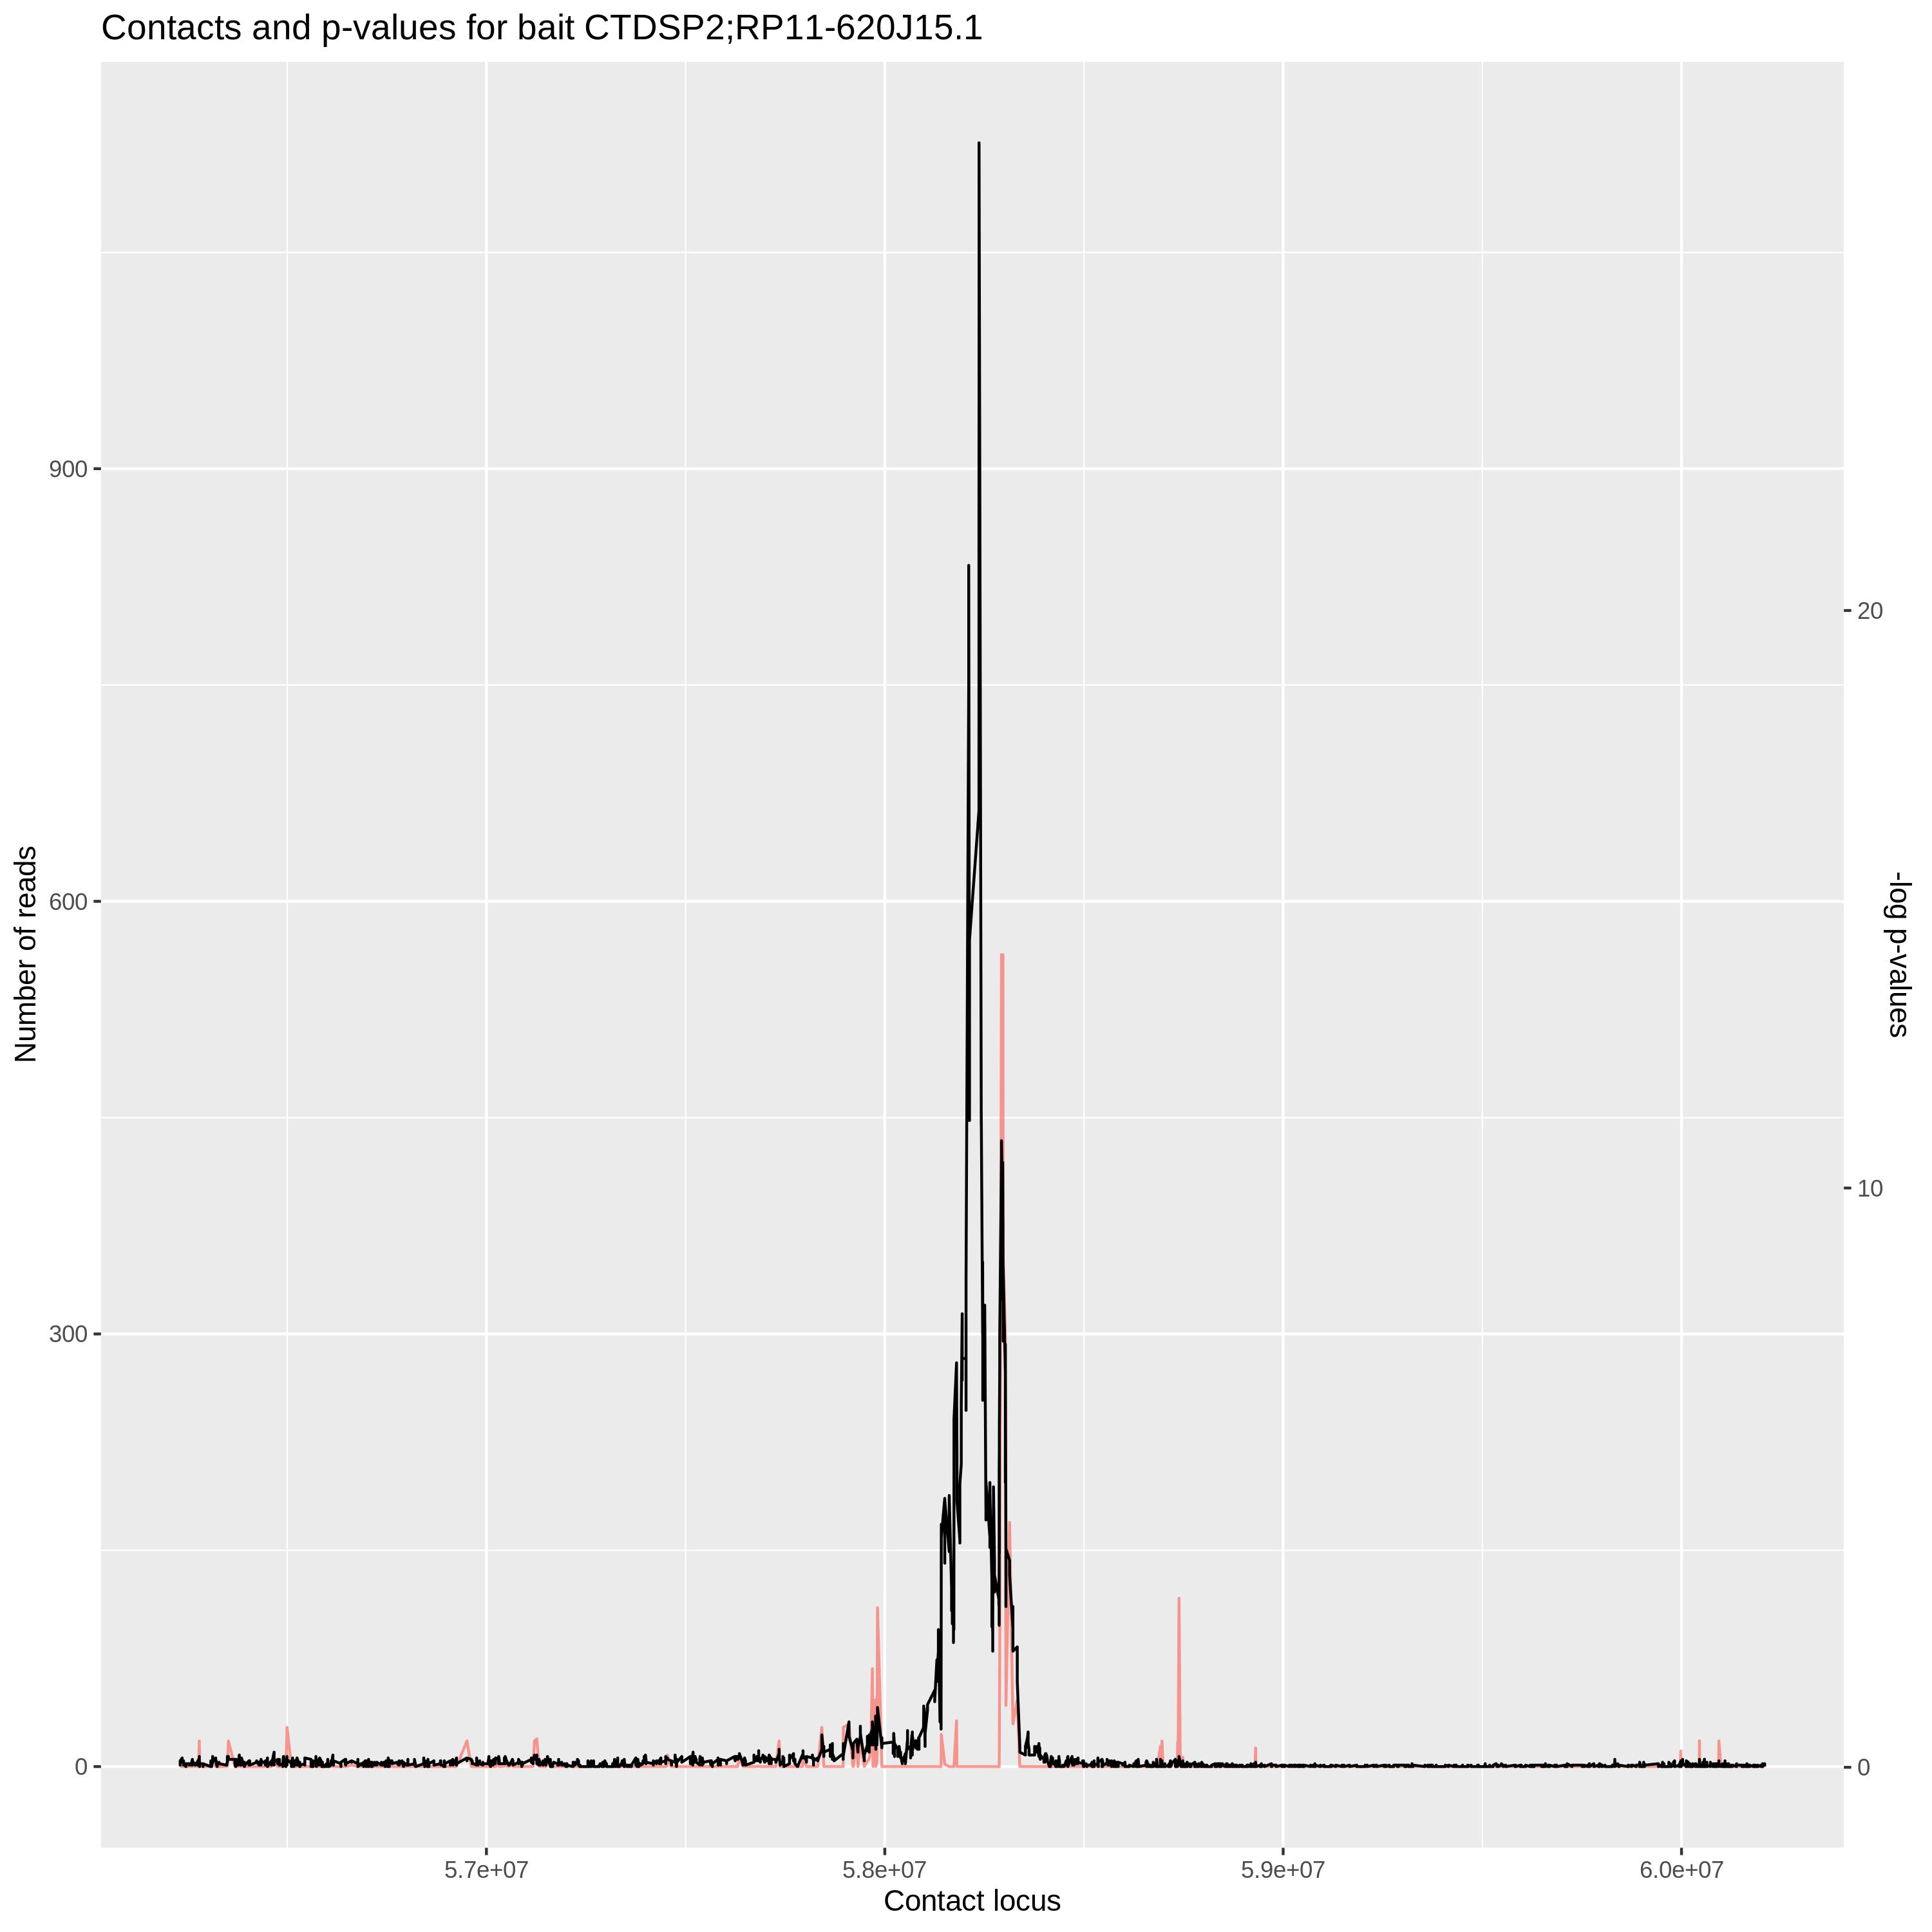 Contacts and p-values for bait CTDSP2;RP11-620J15.1
900
600
300
0
Number of reads
20
10
0
-log p-values
5.7e+07
5.8e+07
5.9e+07
6.0e+07
Contact locus